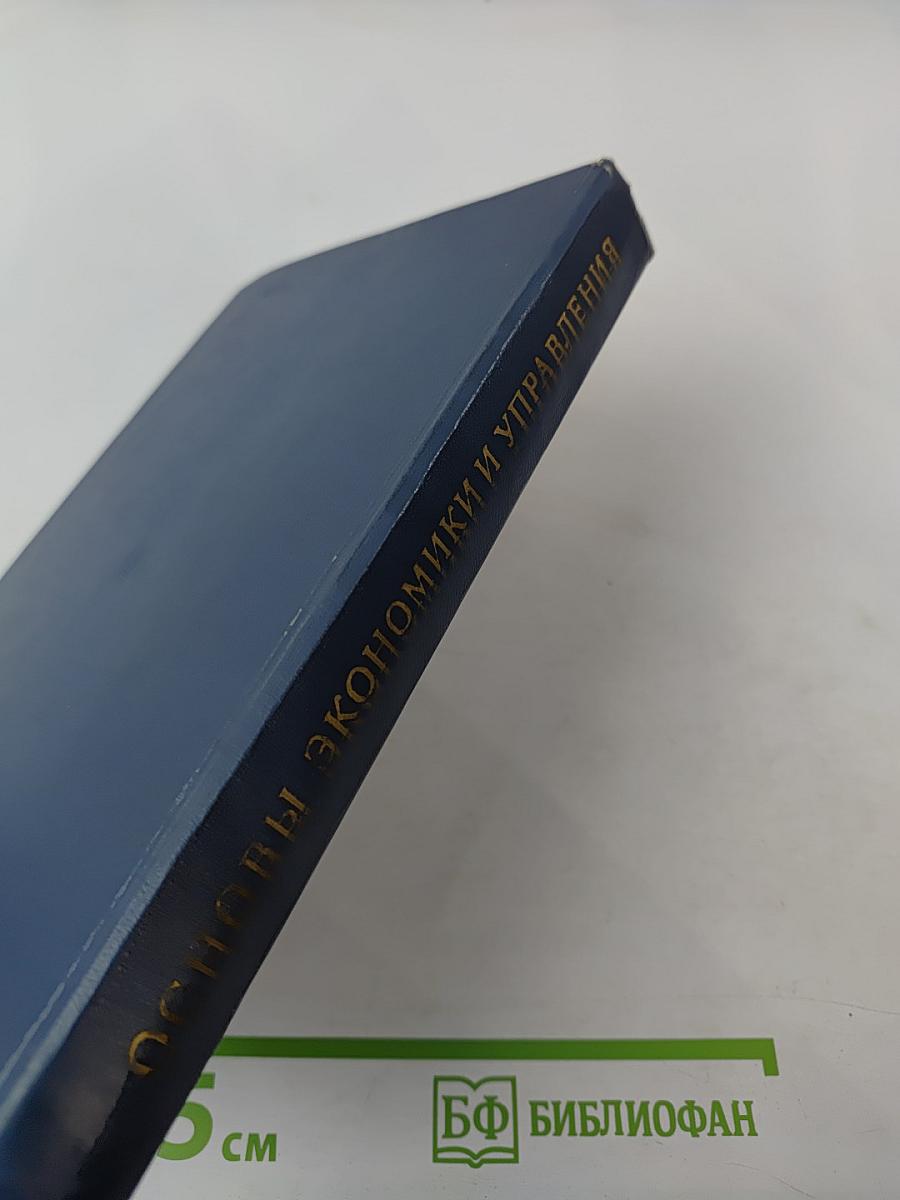 ОСНОВЫ ЭКОНОМИКИ И УПРАВЛЕНИЯ
5 см
БФ БИБЛИОФАН